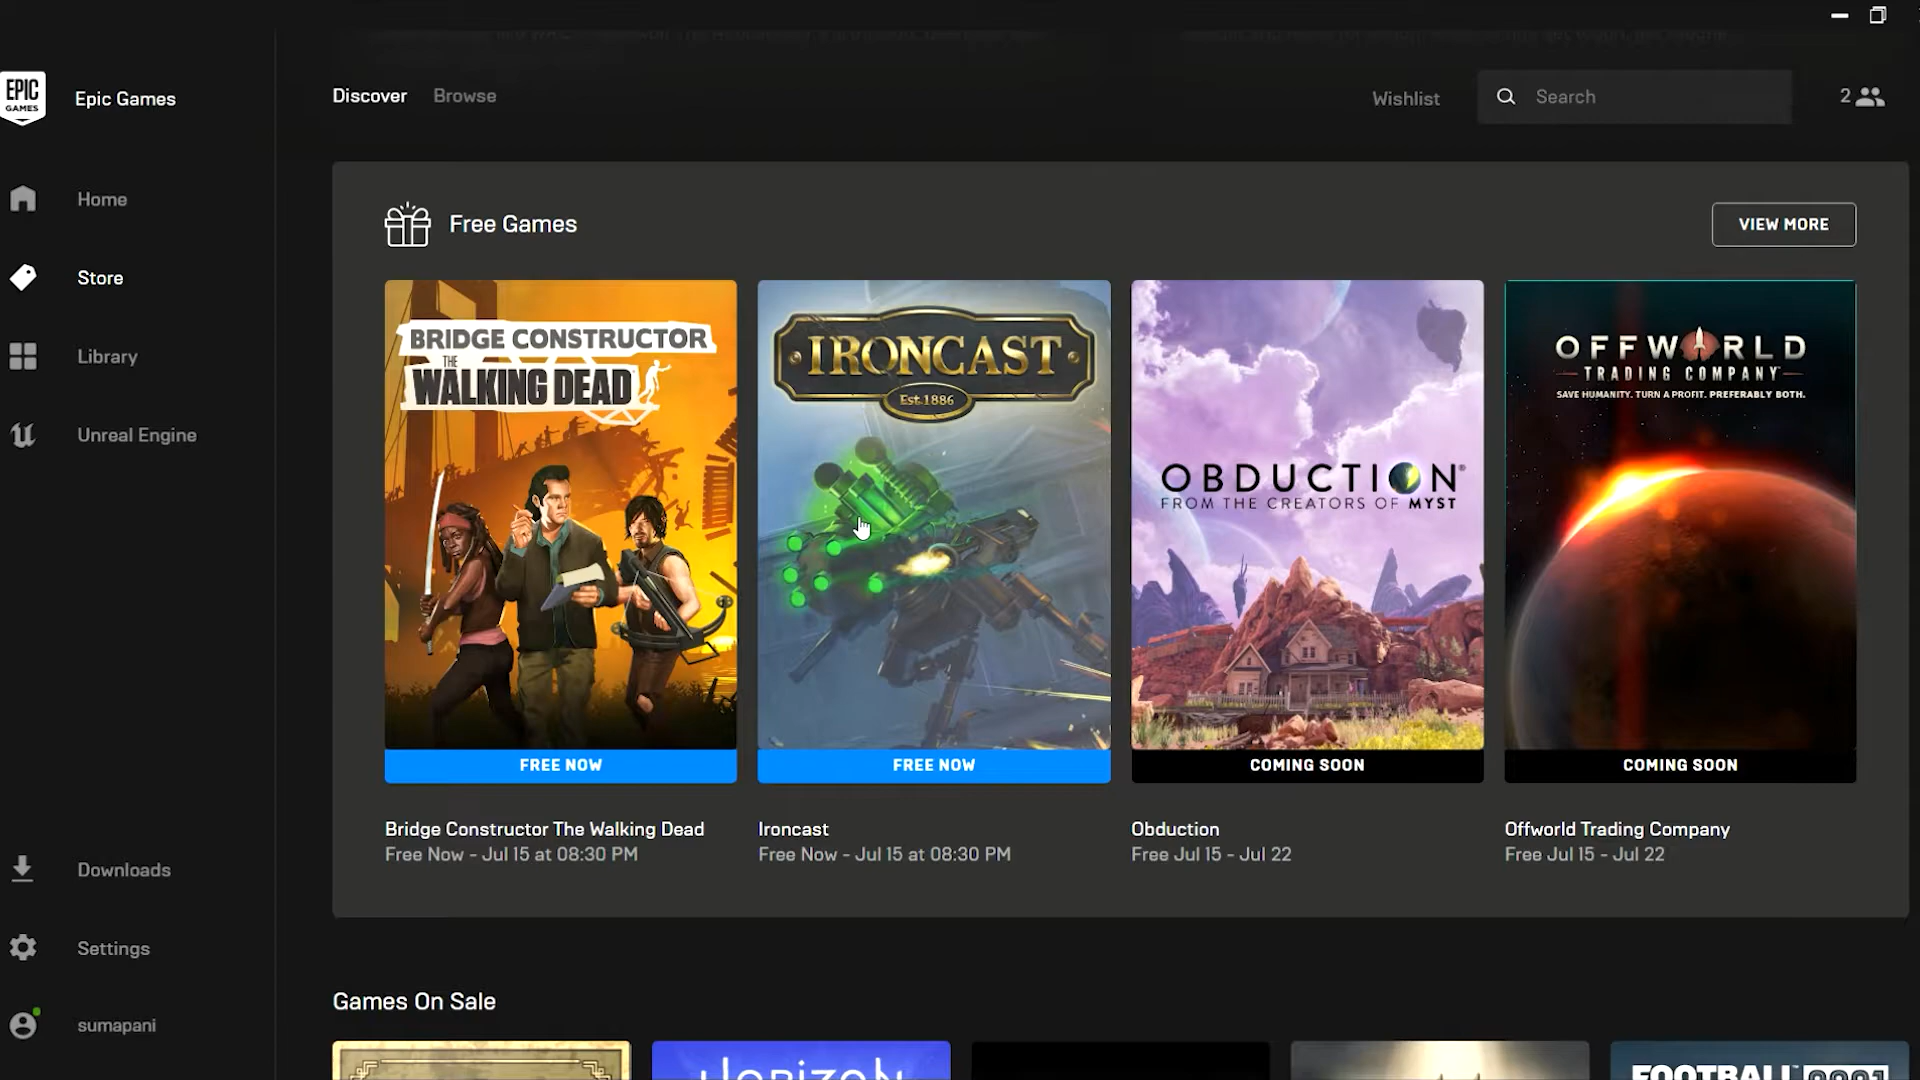 EPIC
GAMES
Epic Games
Discover
Browse
Wishlist
Search
2
Home
Store
Library
Unreal Engine
Free Games
VIEW MORE
BRIDGE CONSTRUCTOR
THE
WALKING DEAD
IRONCAST
Est.1886
OBDUCTION®
FROM THE CREATORS OF MYST
OFFWORLD
TRADING COMPANY
SAVE HUMANITY. TURN A PROFIT. PREFERABLY BOTH.
FREE NOW
FREE NOW
COMING SOON
COMING SOON
Bridge Constructor The Walking Dead
Free Now - Jul 15 at 08:30 PM
Ironcast
Free Now - Jul 15 at 08:30 PM
Obduction
Free Jul 15 - Jul 22
Offworld Trading Company
Free Jul 15 - Jul 22
Downloads
Settings
sumapani
Games On Sale
HORIZON
FOOTBALL